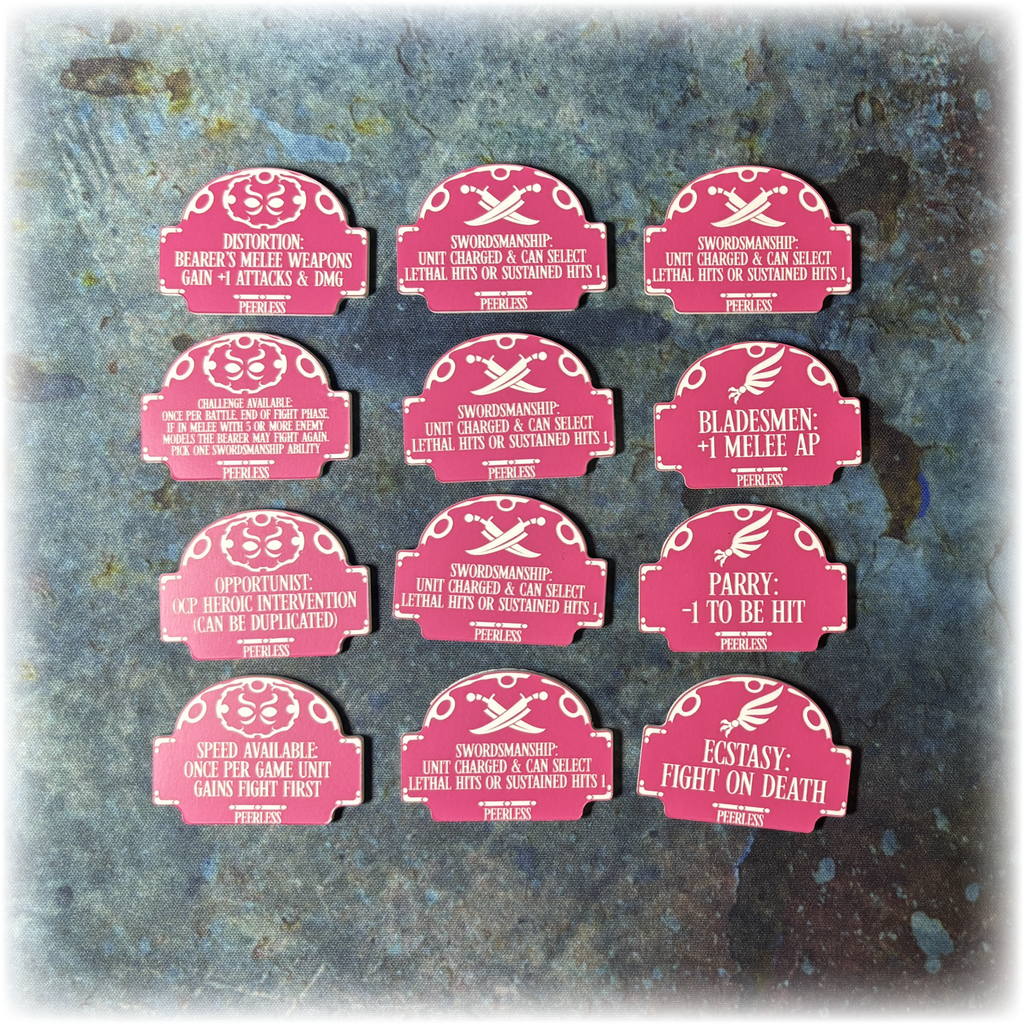 DISTORTION:
BEARER'S MELEE WEAPONS
GAIN +1 ATTACKS & DMG
PEERLESS
SWORDSMANSHIP:
UNIT CHARGED & CAN SELECT
LETHAL HITS OR SUSTAINED HITS 1
PEERLESS
SWORDSMANSHIP:
UNIT CHARGED & CAN SELECT
LETHAL HITS OR SUSTAINED HITS 1
PEERLESS
CHALLENGE AVAILABLE:
ONCE PER BATTLE, END OF FIGHT PHASE,
IF IN MELEE WITH 5 OR MORE ENEMY
MODELS THE BEARER MAY FIGHT AGAIN.
PICK ONE SWORDSMANSHIP ABILITY
PEERLESS
SWORDSMANSHIP:
UNIT CHARGED & CAN SELECT
LETHAL HITS OR SUSTAINED HITS 1
PEERLESS
BLADESMEN:
+1 MELEE AP
PEERLESS
OPPORTUNIST:
0CP HEROIC INTERVENTION
(CAN BE DUPLICATED)
PEERLESS
SWORDSMANSHIP:
UNIT CHARGED & CAN SELECT
LETHAL HITS OR SUSTAINED HITS 1
PEERLESS
PARRY:
-1 TO BE HIT
PEERLESS
SPEED AVAILABLE:
ONCE PER GAME UNIT
GAINS FIGHT FIRST
PEERLESS
SWORDSMANSHIP:
UNIT CHARGED & CAN SELECT
LETHAL HITS OR SUSTAINED HITS 1
PEERLESS
ECSTASY:
FIGHT ON DEATH
PEERLESS